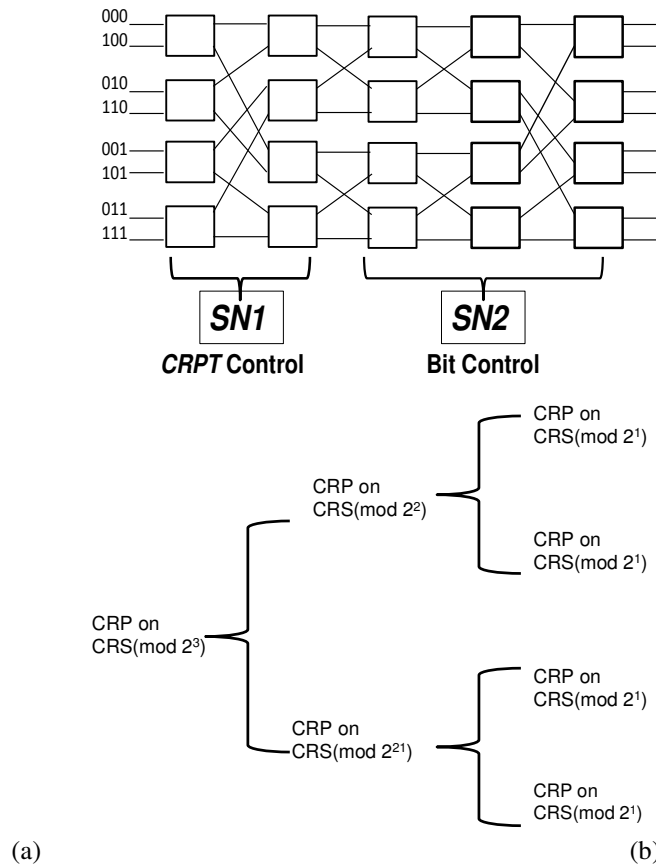 000
100
010
110
001
101
011
111
SN1
SN2
CRPT Control
Bit Control
CRP on
CRS(mod 2¹)
CRP on
CRS(mod 2²)
CRP on
CRS(mod 2¹)
CRP on
CRS(mod 2³)
CRP on
CRS(mod 2¹)
CRP on
CRS(mod 2²¹)
CRP on
CRS(mod 2¹)
(a)
(b)